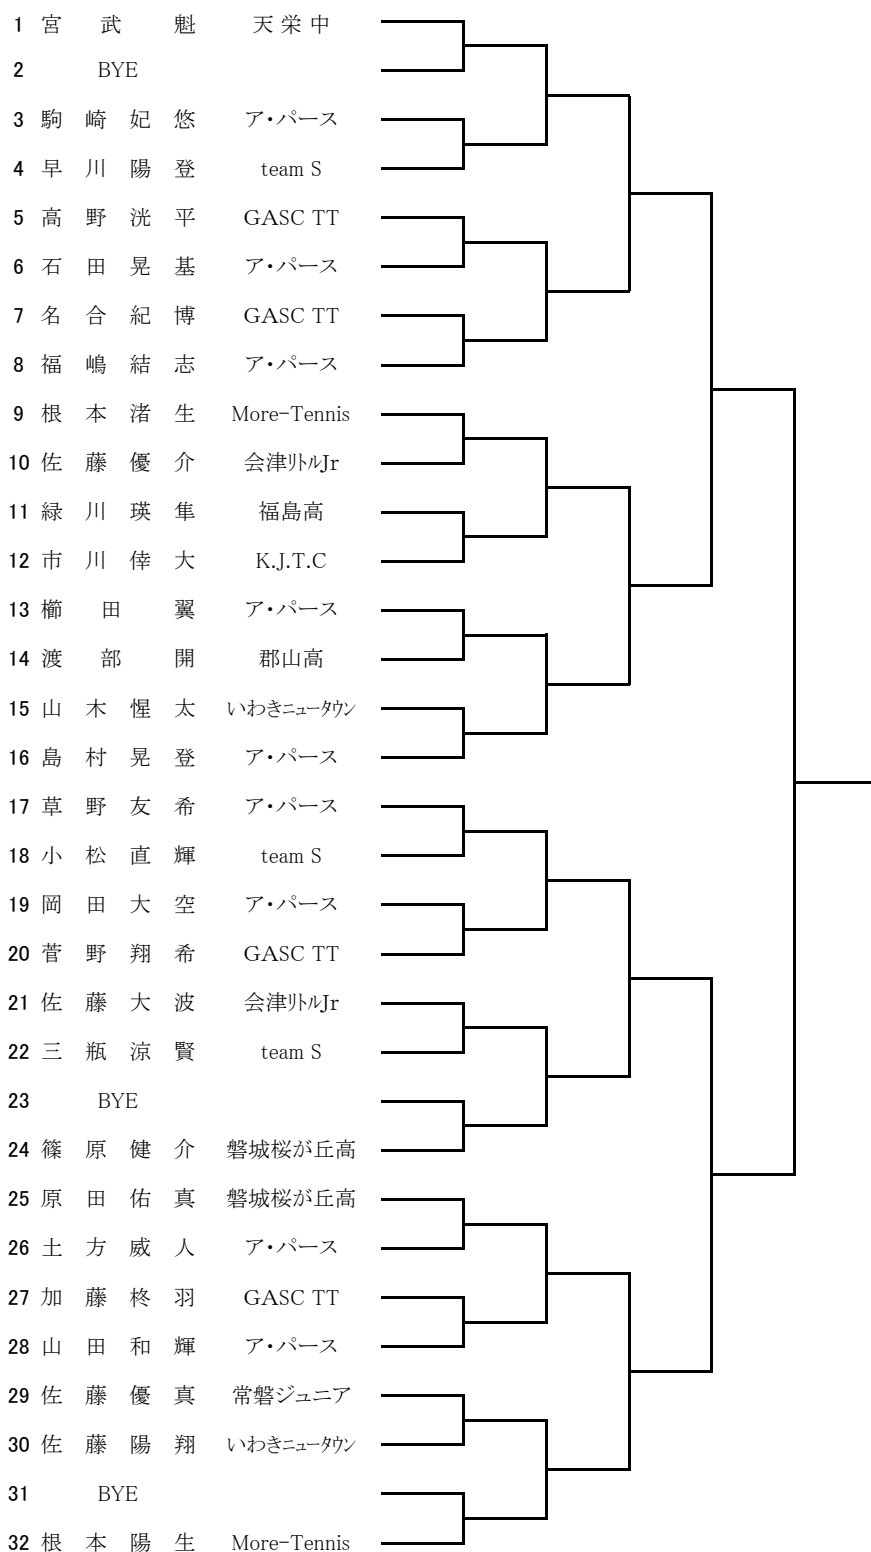 1 宮 武 魁 天 栄 中
2 BYE
3 駒 崎 妃 悠 ア・パース
4 早 川 陽 登 team S
5 高 野 洸 平 GASC TT
6 石 田 晃 基 ア・パース
7 名 合 紀 博 GASC TT
8 福 嶋 結 志 ア・パース
9 根 本 渚 生 More-Tennis
10 佐 藤 優 介 会津ﾘﾄﾙJr
11 緑 川 瑛 隼 福島高
12 市 川 倖 大 K.J.T.C
13 櫛 田 翼 ア・パース
14 渡 部 開 郡山高
15 山 木 惺 太 いわきﾆｭｰﾀｳﾝ
16 島 村 晃 登 ア・パース
17 草 野 友 希 ア・パース
18 小 松 直 輝 team S
19 岡 田 大 空 ア・パース
20 菅 野 翔 希 GASC TT
21 佐 藤 大 波 会津ﾘﾄﾙJr
22 三 瓶 涼 賢 team S
23 BYE
24 篠 原 健 介 磐城桜が丘高
25 原 田 佑 真 磐城桜が丘高
26 土 方 威 人 ア・パース
27 加 藤 柊 羽 GASC TT
28 山 田 和 輝 ア・パース
29 佐 藤 優 真 常磐ジュニア
30 佐 藤 陽 翔 いわきﾆｭｰﾀｳﾝ
31 BYE
32 根 本 陽 生 More-Tennis